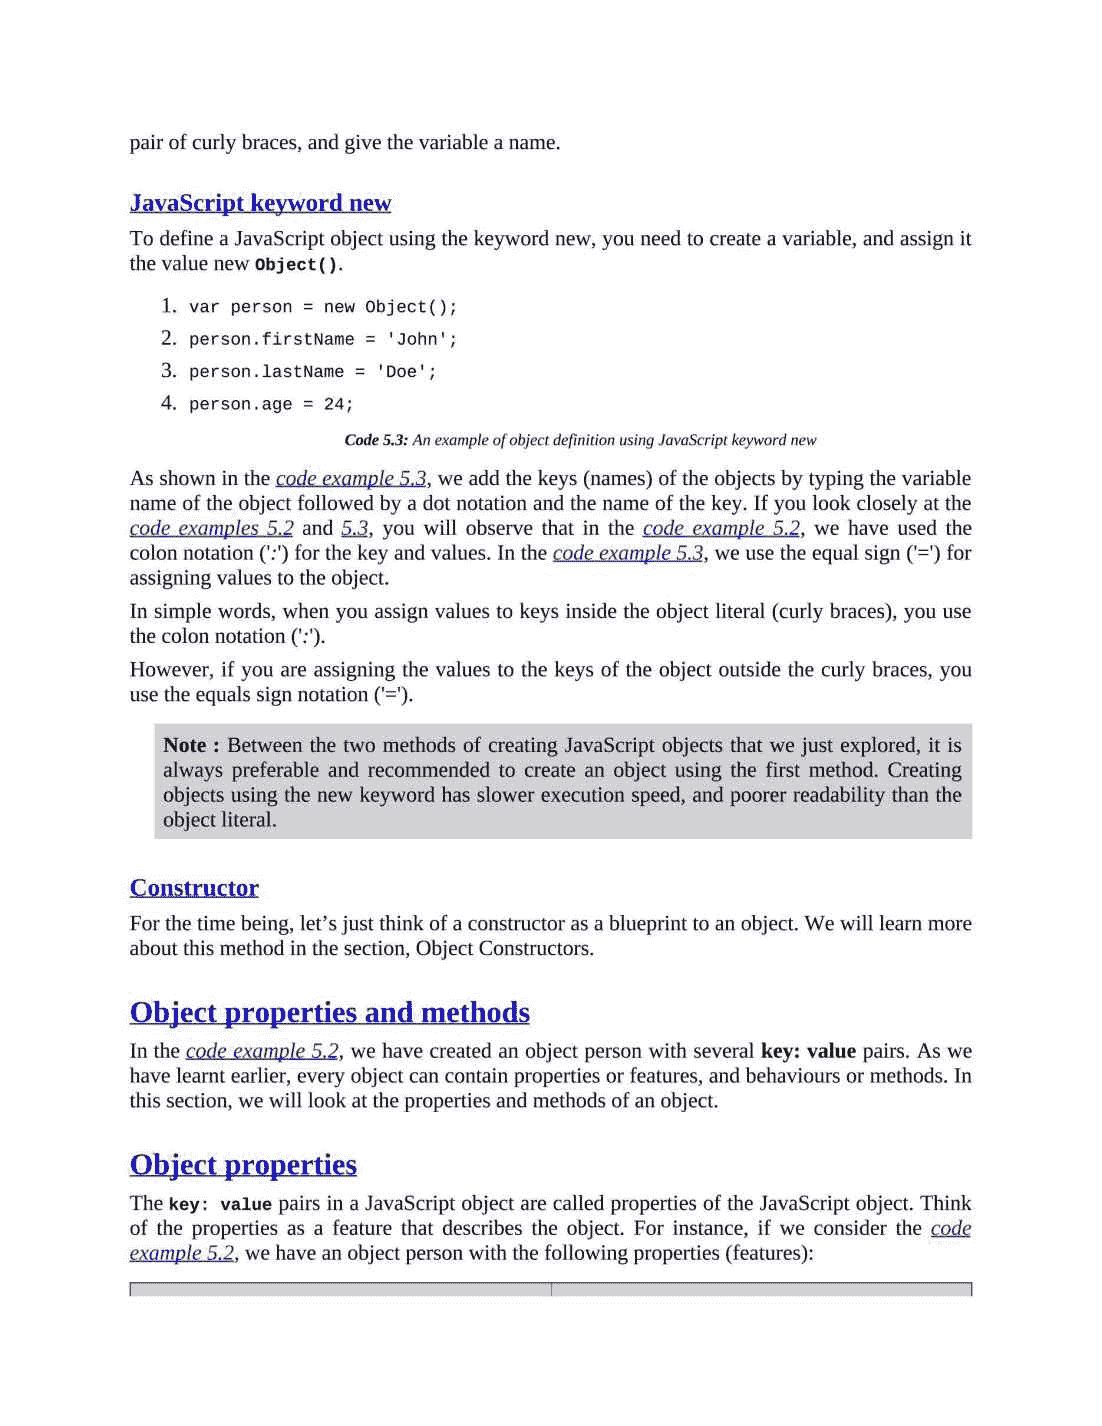 pair of curly braces, and give the variable a name.
JavaScript keyword new
To define a JavaScript object using the keyword new, you need to create a variable, and assign it
the value new Object().
1. var person = new Object();
2. person.firstName = 'John';
3. person.lastName = 'Doe';
4. person.age = 24;
Code 5.3: An example of object definition using JavaScript keyword new
As shown in the code example 5.3, we add the keys (names) of the objects by typing the variable
name of the object followed by a dot notation and the name of the key. If you look closely at the
code examples 5.2 and 5.3, you will observe that in the code example 5.2, we have used the
colon notation (':') for the key and values. In the code example 5.3, we use the equal sign ('=') for
assigning values to the object.
In simple words, when you assign values to keys inside the object literal (curly braces), you use
the colon notation (':').
However, if you are assigning the values to the keys of the object outside the curly braces, you
use the equals sign notation ('=').
Note : Between the two methods of creating JavaScript objects that we just explored, it is
always preferable and recommended to create an object using the first method. Creating
objects using the new keyword has slower execution speed, and poorer readability than the
object literal.
Constructor
For the time being, let’s just think of a constructor as a blueprint to an object. We will learn more
about this method in the section, Object Constructors.
Object properties and methods
In the code example 5.2, we have created an object person with several key: value pairs. As we
have learnt earlier, every object can contain properties or features, and behaviours or methods. In
this section, we will look at the properties and methods of an object.
Object properties
The key: value pairs in a JavaScript object are called properties of the JavaScript object. Think
of the properties as a feature that describes the object. For instance, if we consider the code
example 5.2, we have an object person with the following properties (features):